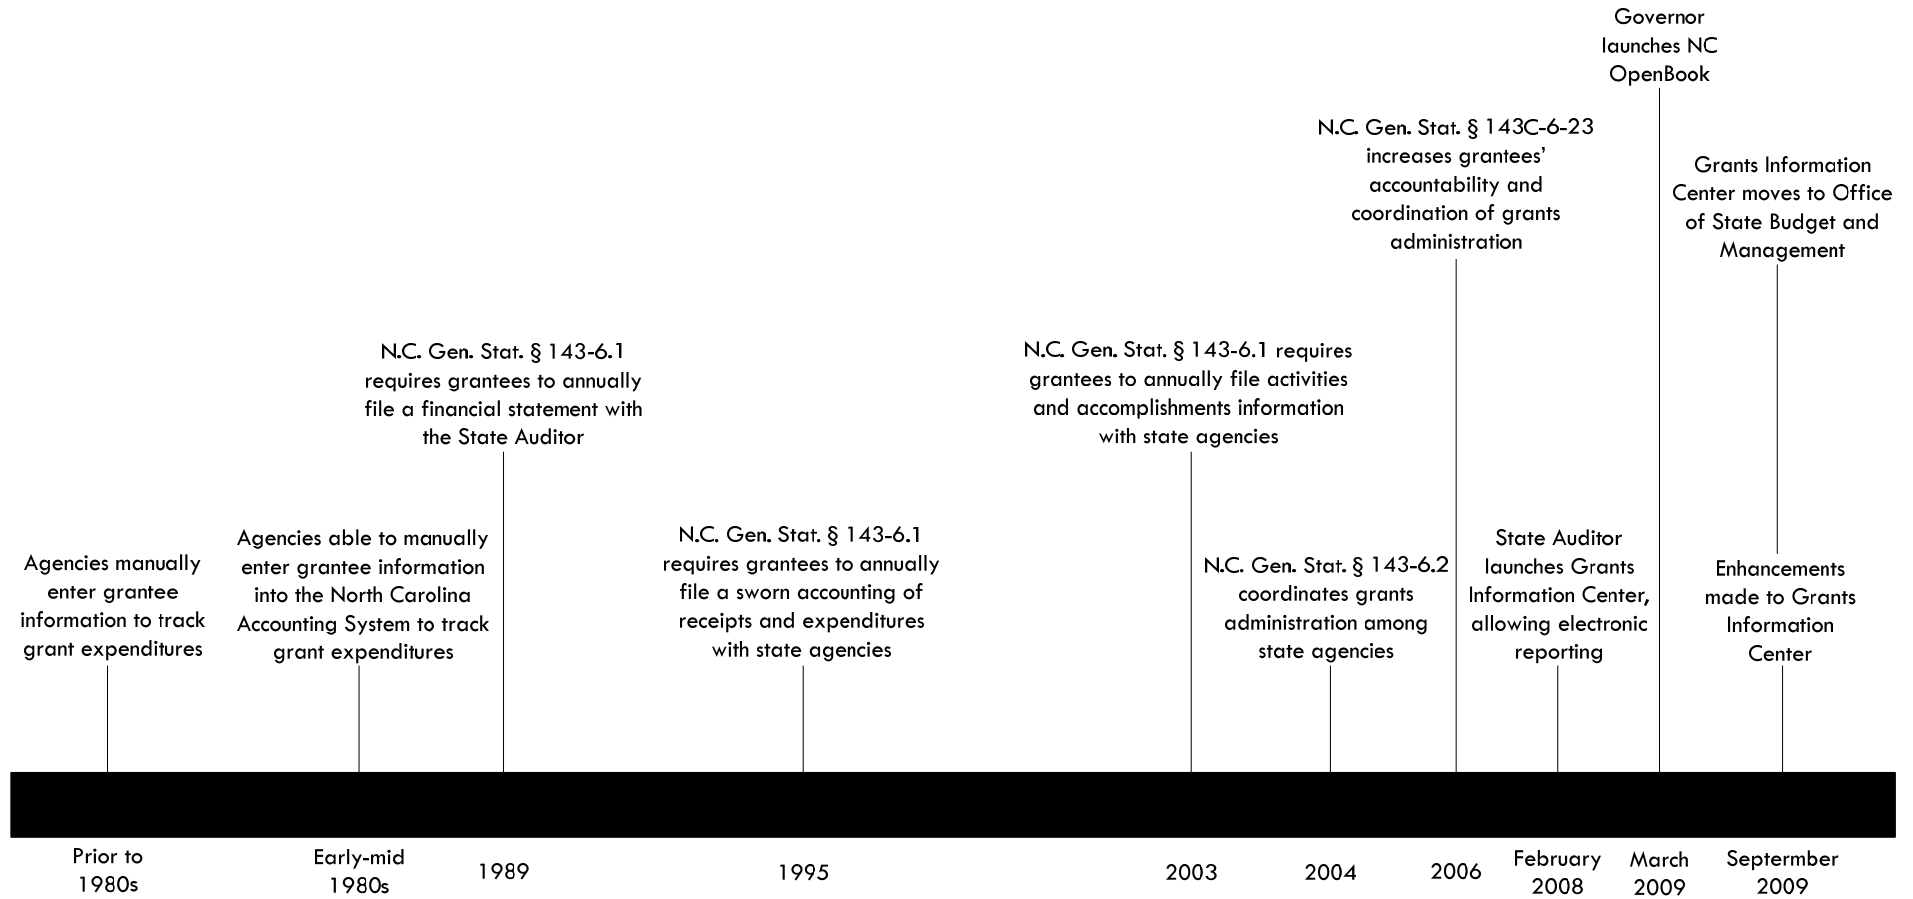 Governor
launches NC
OpenBook
N.C. Gen. Stat. § 143C-6-23
increases grantees’
accountability and
coordination of grants
administration
Grants Information
Center moves to Office
of State Budget and
Management
N.C. Gen. Stat. § 143-6.1
requires grantees to annually
file a financial statement with
the State Auditor
N.C. Gen. Stat. § 143-6.1 requires
grantees to annually file activities
and accomplishments information
with state agencies
Agencies manually
enter grantee
information to track
grant expenditures
Agencies able to manually
enter grantee information
into the North Carolina
Accounting System to track
grant expenditures
N.C. Gen. Stat. § 143-6.1
requires grantees to annually
file a sworn accounting of
receipts and expenditures
with state agencies
N.C. Gen. Stat. § 143-6.2
coordinates grants
administration among
state agencies
State Auditor
launches Grants
Information Center,
allowing electronic
reporting
Enhancements
made to Grants
Information
Center
Prior to
1980s
Early-mid
1980s
1989
1995
2003
2004
2006
February
2008
March
2009
Septermber
2009